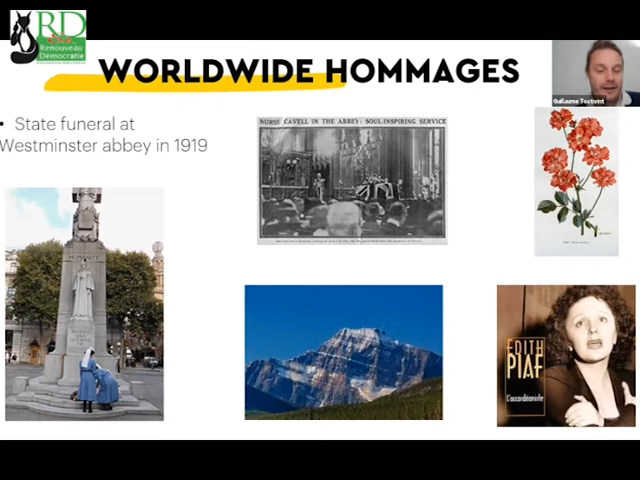 RD
Renouveau
Démocratie
WORLDWIDE HOMMAGES
Guillaume Tostivint
• State funeral at
Westminster abbey in 1919
NURSE CAVELL IN THE ABBEY: SOUL-INSPIRING SERVICE
HUMANITY
EDITH
PIAF
L'accordéoniste